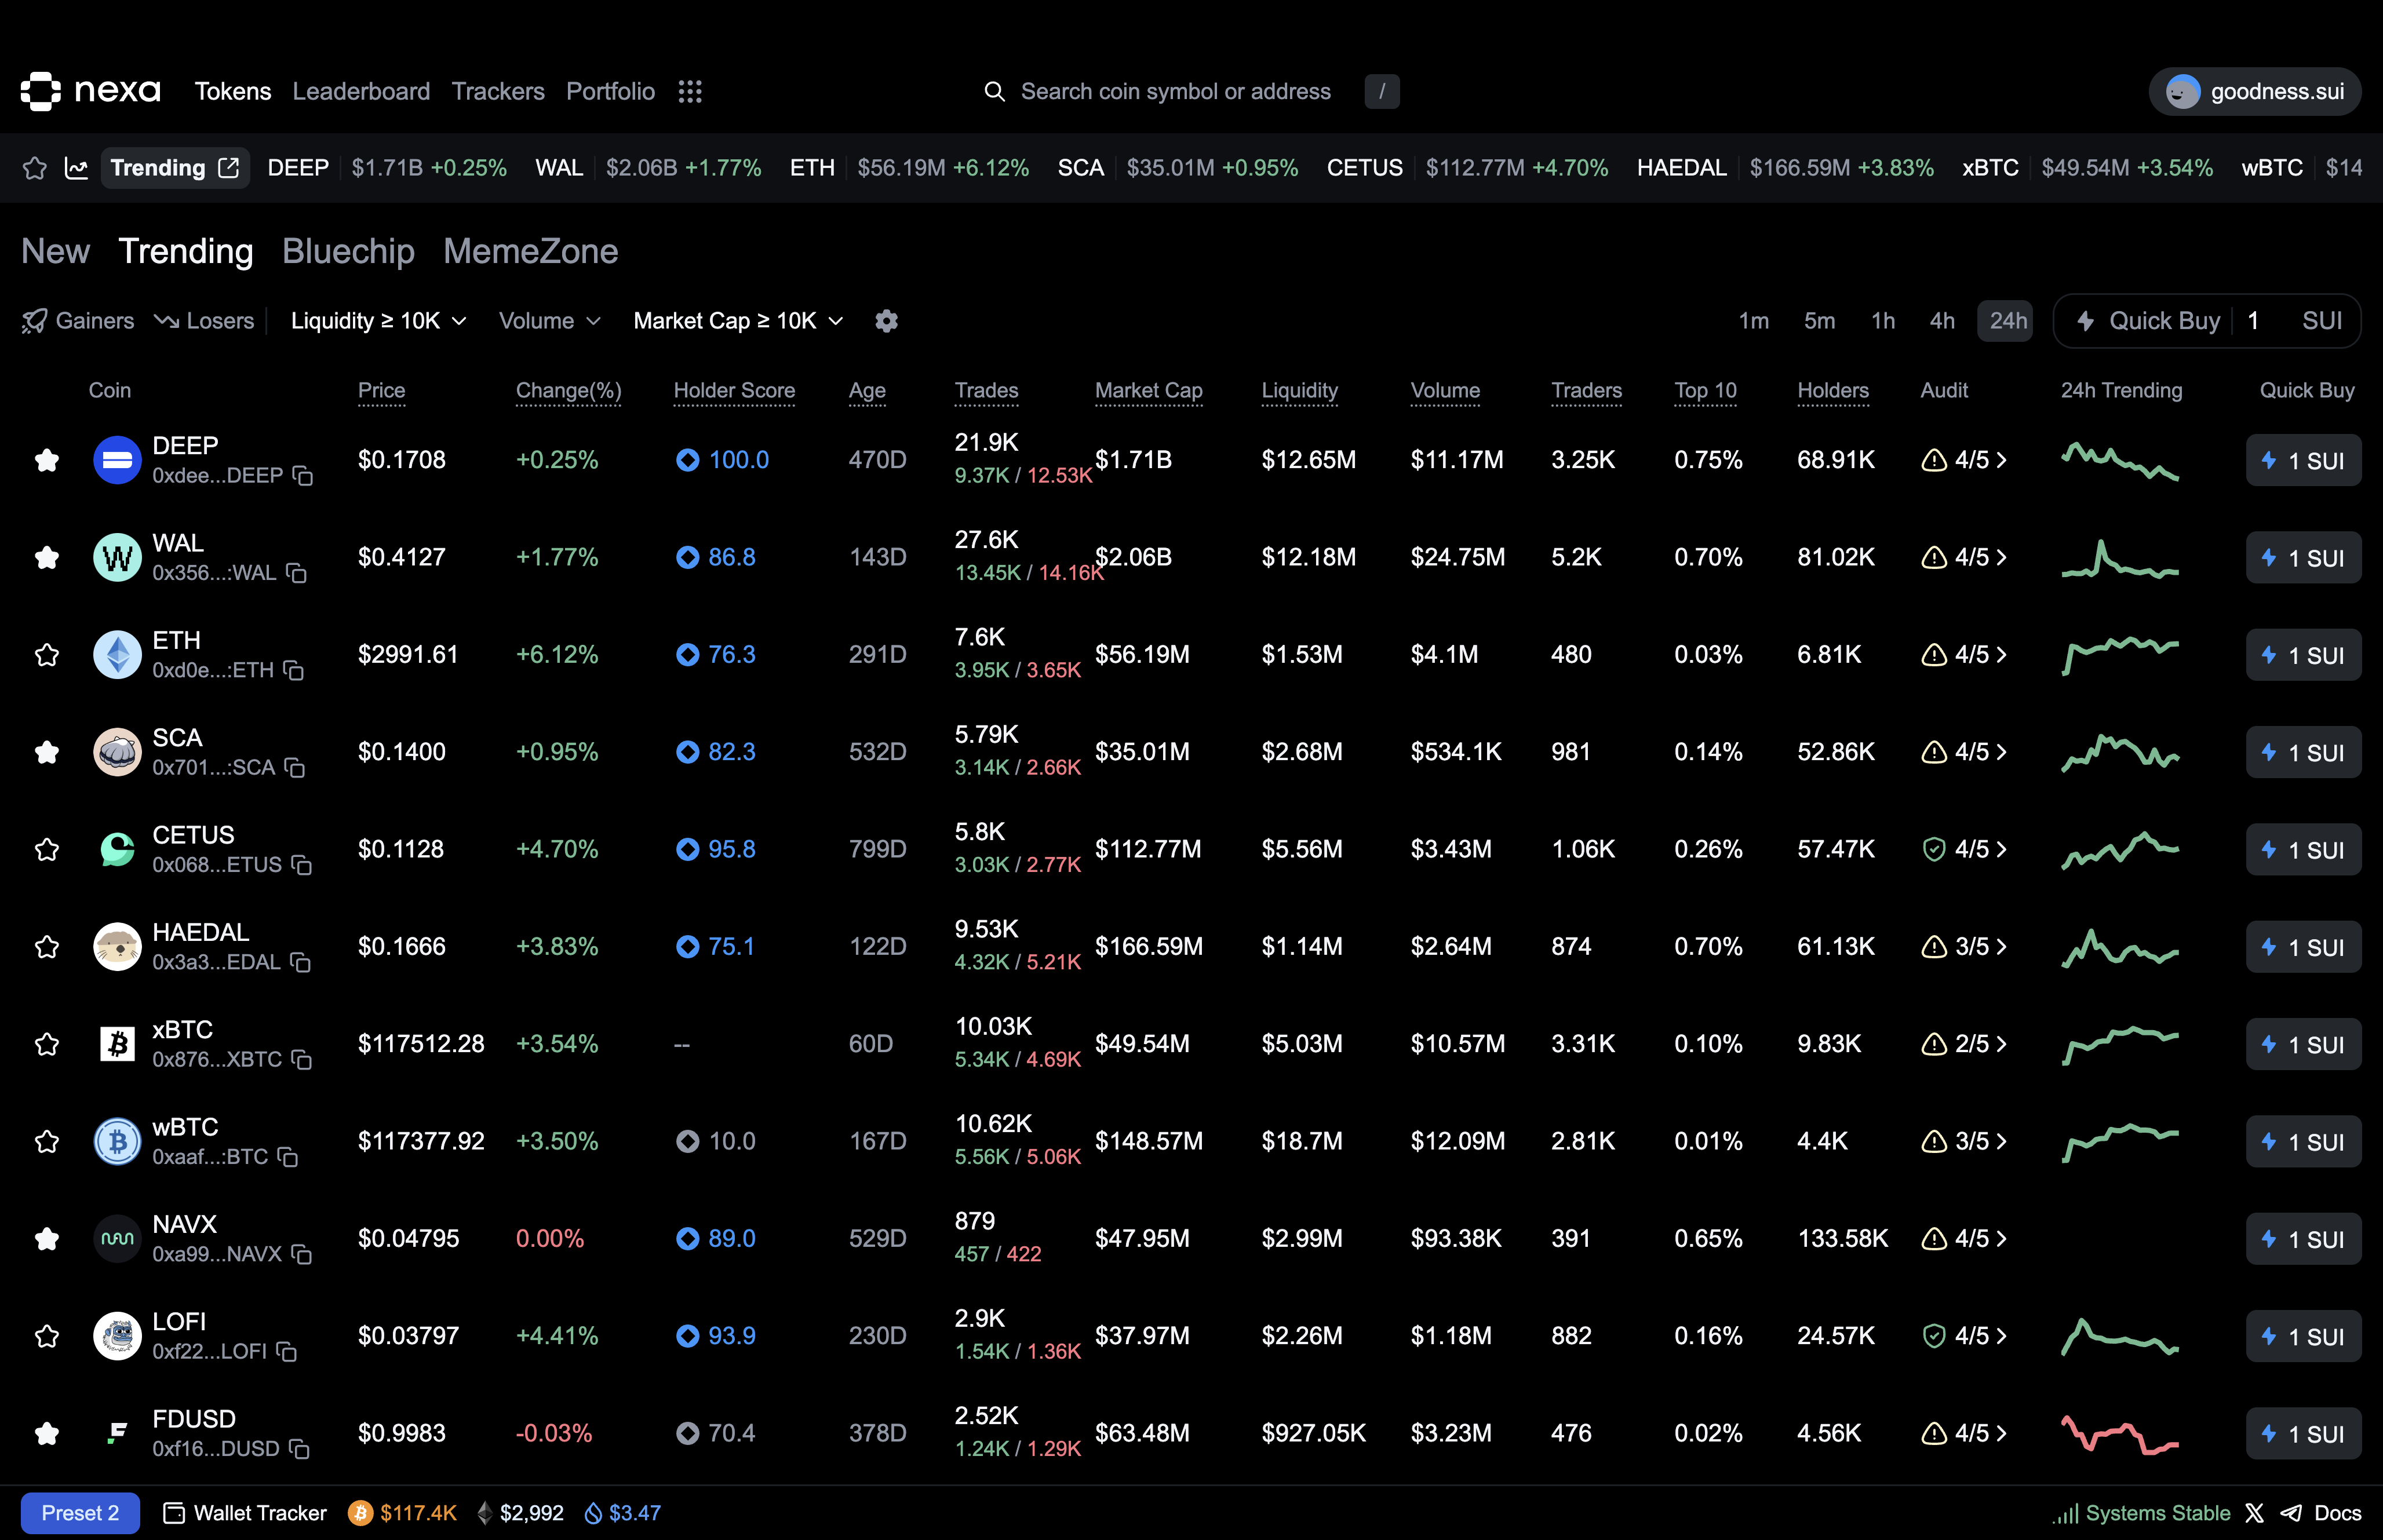 nexa Tokens Leaderboard Trackers Portfolio Search coin symbol or address / goodness.sui
Trending DEEP $1.71B +0.25% WAL $2.06B +1.77% ETH $56.19M +6.12% SCA $35.01M +0.95% CETUS $112.77M +4.70% HAEDAL $166.59M +3.83% xBTC $49.54M +3.54% wBTC $14
New Trending Bluechip MemeZone
Gainers Losers Liquidity ≥ 10K Volume Market Cap ≥ 10K 1m 5m 1h 4h 24h Quick Buy 1 SUI
Coin Price Change(%) Holder Score Age Trades Market Cap Liquidity Volume Traders Top 10 Holders Audit 24h Trending Quick Buy
DEEP $0.1708 +0.25% 100.0 470D 21.9K $1.71B $12.65M $11.17M 3.25K 0.75% 68.91K 4/5 1 SUI
0xdee...DEEP 9.37K / 12.53K
WAL $0.4127 +1.77% 86.8 143D 27.6K $2.06B $12.18M $24.75M 5.2K 0.70% 81.02K 4/5 1 SUI
0x356...:WAL 13.45K / 14.16K
ETH $2991.61 +6.12% 76.3 291D 7.6K $56.19M $1.53M $4.1M 480 0.03% 6.81K 4/5 1 SUI
0xd0e...:ETH 3.95K / 3.65K
SCA $0.1400 +0.95% 82.3 532D 5.79K $35.01M $2.68M $534.1K 981 0.14% 52.86K 4/5 1 SUI
0x701...:SCA 3.14K / 2.66K
CETUS $0.1128 +4.70% 95.8 799D 5.8K $112.77M $5.56M $3.43M 1.06K 0.26% 57.47K 4/5 1 SUI
0x068...ETUS 3.03K / 2.77K
HAEDAL $0.1666 +3.83% 75.1 122D 9.53K $166.59M $1.14M $2.64M 874 0.70% 61.13K 3/5 1 SUI
0x3a3...EDAL 4.32K / 5.21K
xBTC $117512.28 +3.54% -- 60D 10.03K $49.54M $5.03M $10.57M 3.31K 0.10% 9.83K 2/5 1 SUI
0x876...XBTC 5.34K / 4.69K
wBTC $117377.92 +3.50% 10.0 167D 10.62K $148.57M $18.7M $12.09M 2.81K 0.01% 4.4K 3/5 1 SUI
0xaaf...:BTC 5.56K / 5.06K
NAVX $0.04795 0.00% 89.0 529D 879 $47.95M $2.99M $93.38K 391 0.65% 133.58K 4/5 1 SUI
0xa99...NAVX 457 / 422
LOFI $0.03797 +4.41% 93.9 230D 2.9K $37.97M $2.26M $1.18M 882 0.16% 24.57K 4/5 1 SUI
0xf22...LOFI 1.54K / 1.36K
FDUSD $0.9983 -0.03% 70.4 378D 2.52K $63.48M $927.05K $3.23M 476 0.02% 4.56K 4/5 1 SUI
0xf16...DUSD 1.24K / 1.29K
Preset 2 Wallet Tracker $117.4K $2,992 $3.47 Systems Stable Docs